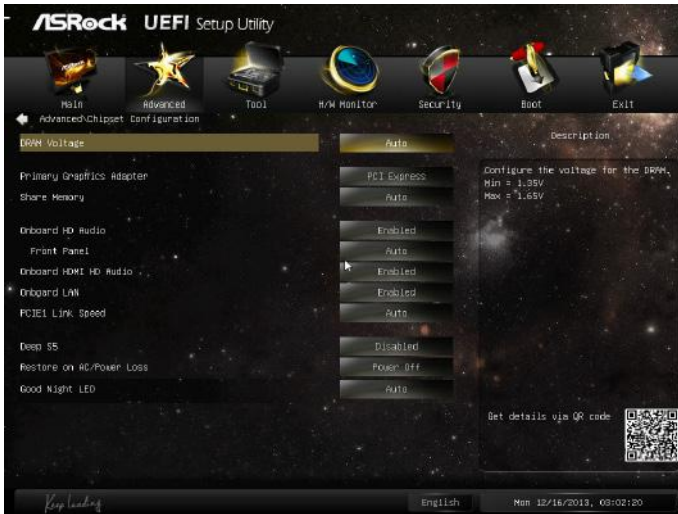 ASRock UEFI Setup Utility
Main Advanced Tool H/W Monitor Security Boot Exit
Advanced\Chipset Configuration
DRAM Voltage Auto
Description
Configure the voltage for the DRAM.
Min = 1.35V
Max = 1.65V
Primary Graphics Adapter PCI Express
Share Memory Auto
Onboard HD Audio Enabled
Front Panel Auto
Onboard HDMI HD Audio Enabled
Onboard LAN Enabled
PCIE1 Link Speed Auto
Deep S5 Disabled
Restore on AC/Power Loss Power Off
Good Night LED Auto
Get details via QR code
Keep Leading
English
Mon 12/16/2013, 03:02:20